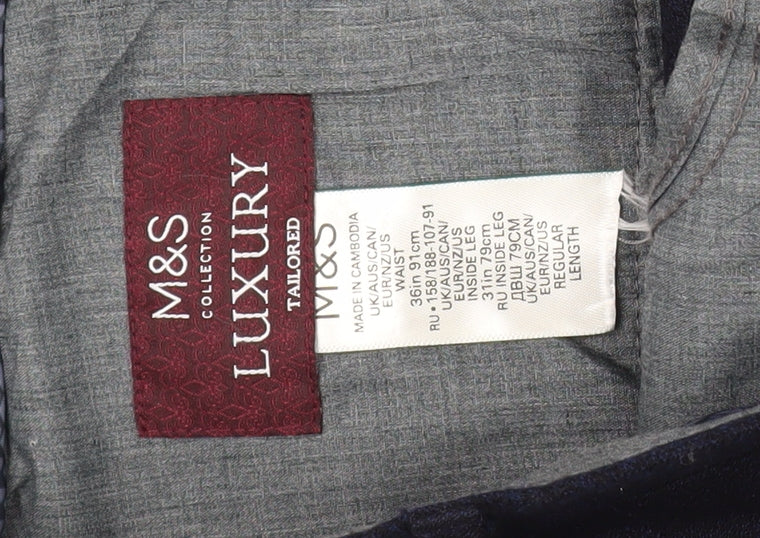 M&S
COLLECTION
LUXURY
TAILORED
M&S
MADE IN CAMBODIA
UK/AUS/CAN/
EUR/NZ/US
WAIST
36in 91cm
RU • 158/188-107-91
UK/AUS/CAN/
EUR/NZ/US
INSIDE LEG
31in 79cm
RU INSIDE LEG
ДВШ 79CM
UK/AUS/CAN/
EUR/NZ/US
REGULAR
LENGTH